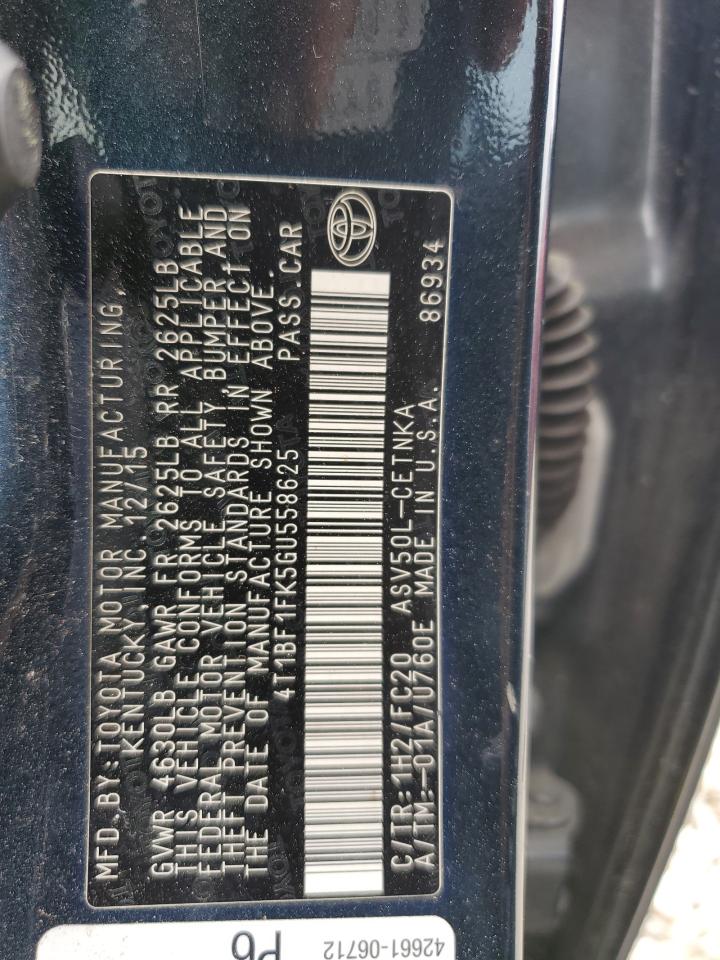 MFD.BY:TOYOTA MOTOR MANUFACTURING,
KENTUCKY,INC. 12/15
GVWR 4630LB GAWR FR 2625LB RR 2625LB
THIS VEHICLE CONFORMS TO ALL APPLICABLE
FEDERAL MOTOR VEHICLE SAFETY, BUMPER AND
THEFT PREVENTION STANDARDS IN EFFECT ON
THE DATE OF MANUFACTURE SHOWN ABOVE.
4T1BF1FK5GU558625 PASS.CAR
C/TR: 1H2/FC20 ASV50L-CETNKA
A/TM:-01A/U760E MADE IN U.S.A. 86934
P6
42661-06712